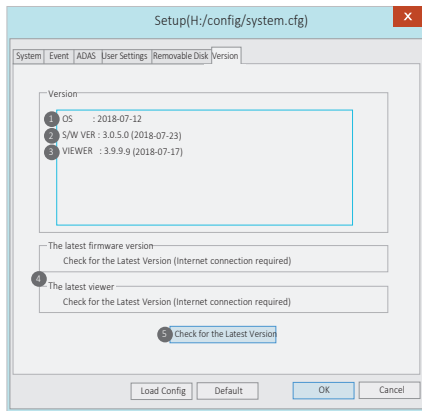 Setup(H:/config/system.cfg) x
System Event ADAS User Settings Removable Disk Version
Version
1 OS : 2018-07-12
2 S/W VER : 3.0.5.0 (2018-07-23)
3 VIEWER : 3.9.9.9 (2018-07-17)
The latest firmware version
Check for the Latest Version (Internet connection required)
4
The latest viewer
Check for the Latest Version (Internet connection required)
5 Check for the Latest Version
Load Config Default OK Cancel